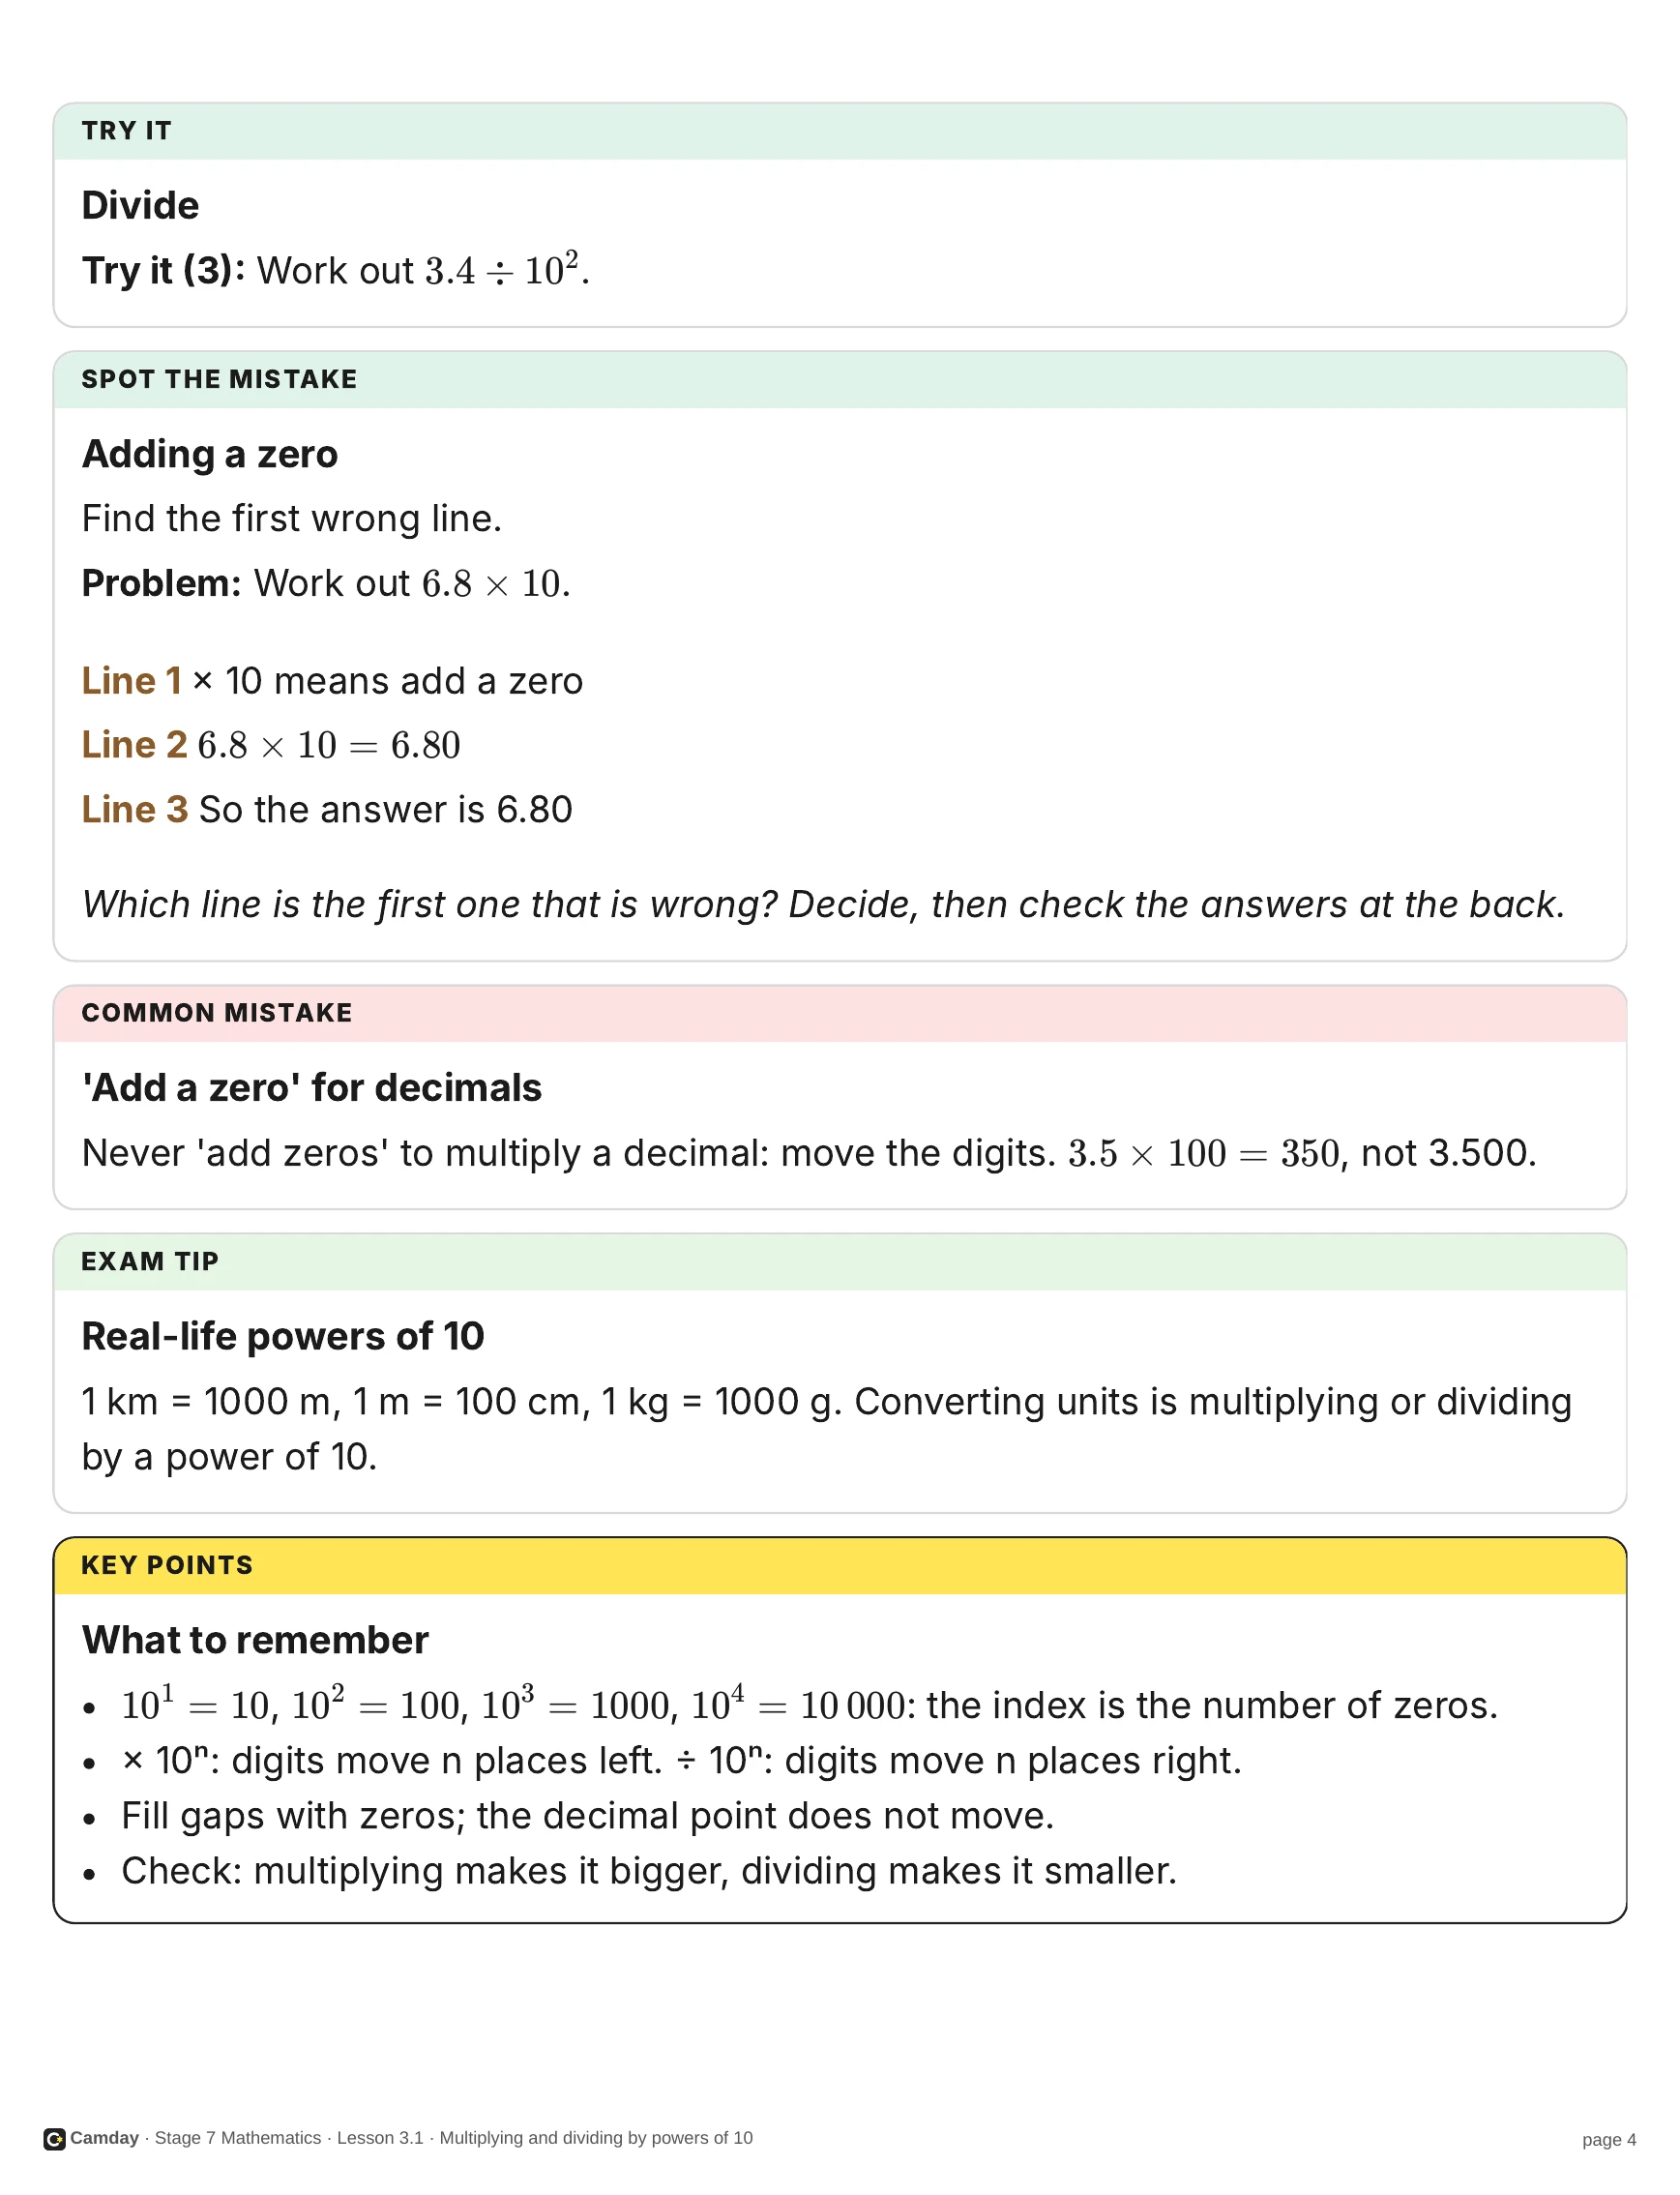 TRY IT
Divide
Try it (3): Work out 3.4 ÷ 10².
SPOT THE MISTAKE
Adding a zero
Find the first wrong line.
Problem: Work out 6.8 × 10.
Line 1 × 10 means add a zero
Line 2 6.8 × 10 = 6.80
Line 3 So the answer is 6.80
Which line is the first one that is wrong? Decide, then check the answers at the back.
COMMON MISTAKE
'Add a zero' for decimals
Never 'add zeros' to multiply a decimal: move the digits. 3.5 × 100 = 350, not 3.500.
EXAM TIP
Real-life powers of 10
1 km = 1000 m, 1 m = 100 cm, 1 kg = 1000 g. Converting units is multiplying or dividing
by a power of 10.
KEY POINTS
What to remember
• 10¹ = 10, 10² = 100, 10³ = 1000, 10⁴ = 10 000: the index is the number of zeros.
• × 10ⁿ: digits move n places left. ÷ 10ⁿ: digits move n places right.
• Fill gaps with zeros; the decimal point does not move.
• Check: multiplying makes it bigger, dividing makes it smaller.
Camday · Stage 7 Mathematics · Lesson 3.1 · Multiplying and dividing by powers of 10
page 4